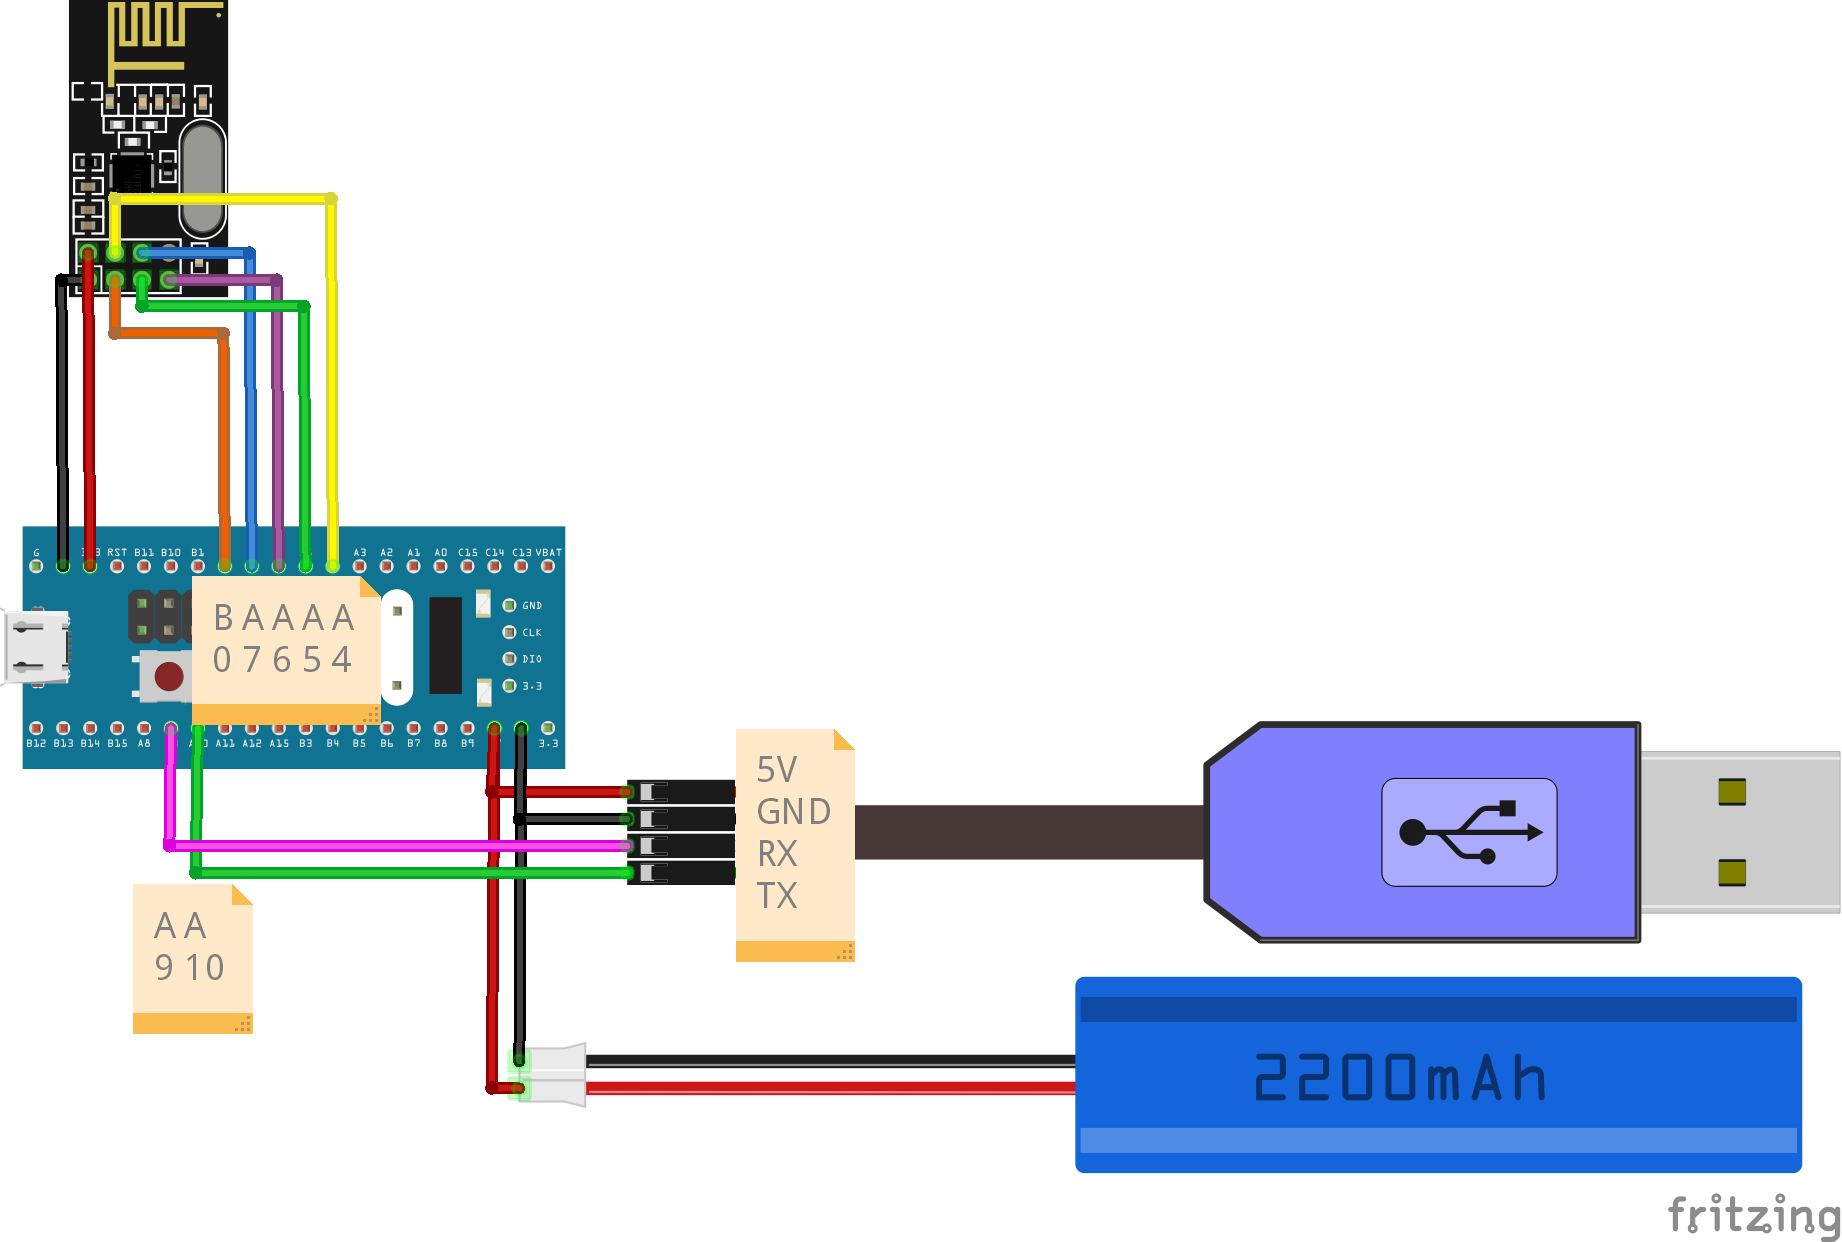 G 3.3 RST B11 B10 B1 A3 A2 A1 A0 C15 C14 C13 VBAT
B A A A A
0 7 6 5 4
GND
CLK
DIO
3.3
B12 B13 B14 B15 A8 A11 A12 A15 B3 B4 B5 B6 B7 B8 B9 3.3
5V
GND
RX
TX
A A
9 10
2200mAh
fritzing